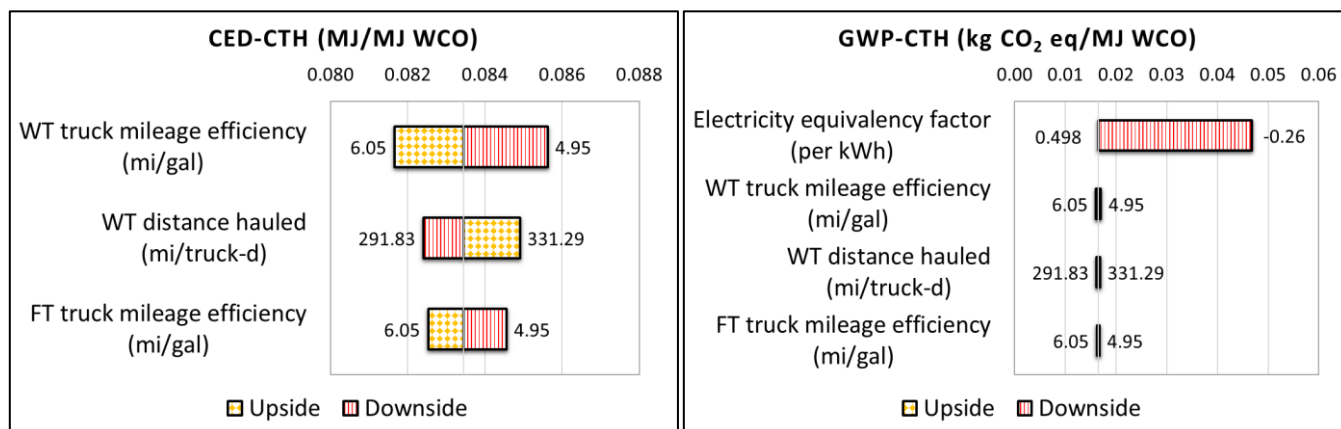 CED-CTH (MJ/MJ WCO)
0.080 0.082 0.084 0.086 0.088
WT truck mileage efficiency
(mi/gal)
6.05 4.95
WT distance hauled
(mi/truck-d)
291.83 331.29
FT truck mileage efficiency
(mi/gal)
6.05 4.95
Upside Downside
GWP-CTH (kg CO₂ eq/MJ WCO)
0.00 0.01 0.02 0.03 0.04 0.05 0.06
Electricity equivalency factor
(per kWh)
0.498 -0.26
WT truck mileage efficiency
(mi/gal)
6.05 4.95
WT distance hauled
(mi/truck-d)
291.83 331.29
FT truck mileage efficiency
(mi/gal)
6.05 4.95
Upside Downside